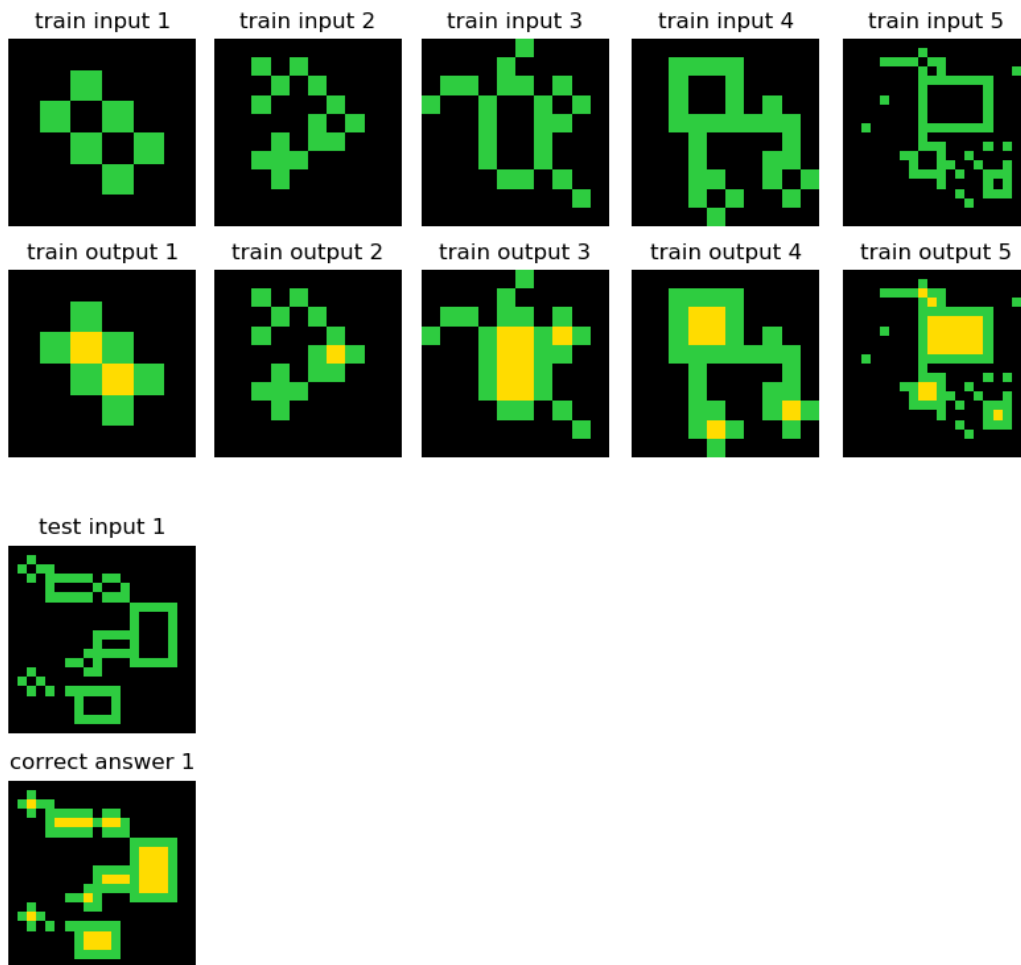 train input 1 train input 2 train input 3 train input 4 train input 5
train output 1 train output 2 train output 3 train output 4 train output 5
test input 1
correct answer 1